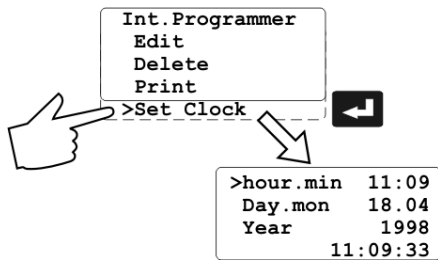 Int.Programmer
Edit
Delete
Print
>Set Clock
>hour.min 11:09
Day.mon 18.04
Year 1998
11:09:33